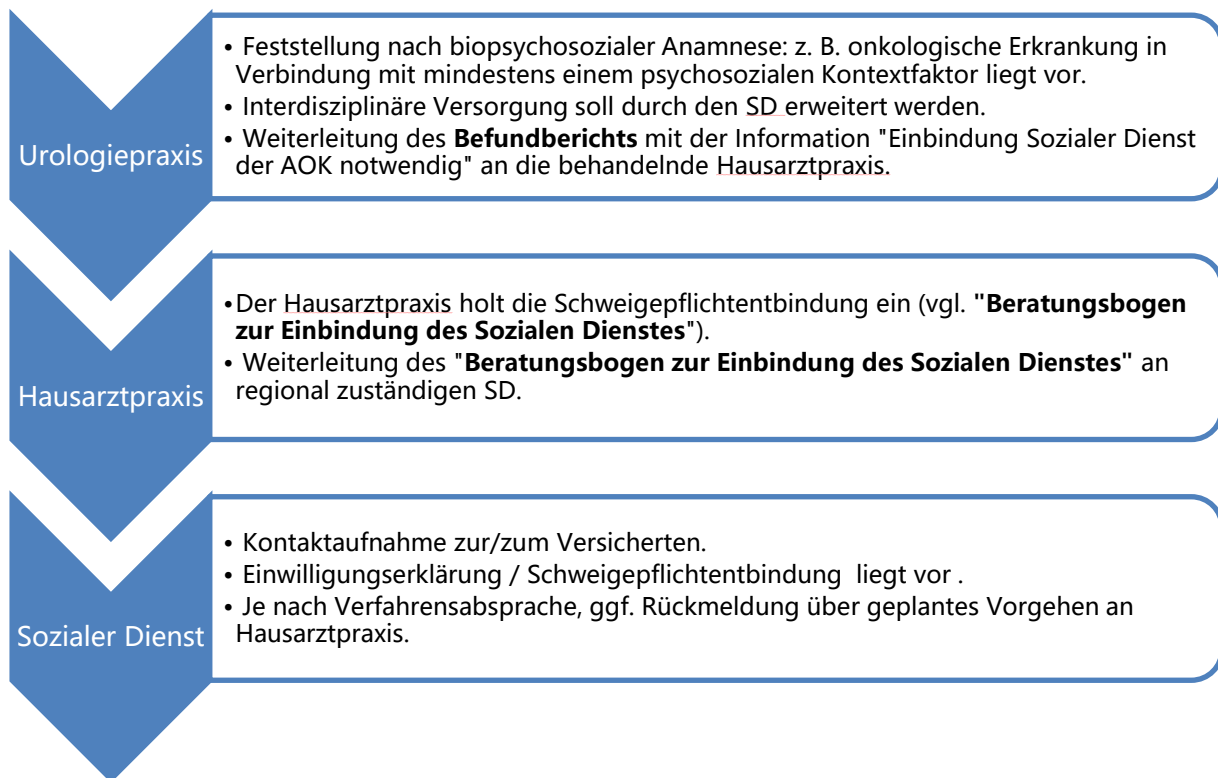 Urologiepraxis
• Feststellung nach biopsychosozialer Anamnese: z. B. onkologische Erkrankung in
Verbindung mit mindestens einem psychosozialen Kontextfaktor liegt vor.
• Interdisziplinäre Versorgung soll durch den SD erweitert werden.
• Weiterleitung des Befundberichts mit der Information "Einbindung Sozialer Dienst
der AOK notwendig" an die behandelnde Hausarztpraxis.
Hausarztpraxis
•Der Hausarztpraxis holt die Schweigepflichtentbindung ein (vgl. "Beratungsbogen
zur Einbindung des Sozialen Dienstes").
• Weiterleitung des "Beratungsbogen zur Einbindung des Sozialen Dienstes" an
regional zuständigen SD.
Sozialer Dienst
• Kontaktaufnahme zur/zum Versicherten.
• Einwilligungserklärung / Schweigepflichtentbindung  liegt vor .
• Je nach Verfahrensabsprache, ggf. Rückmeldung über geplantes Vorgehen an
Hausarztpraxis.